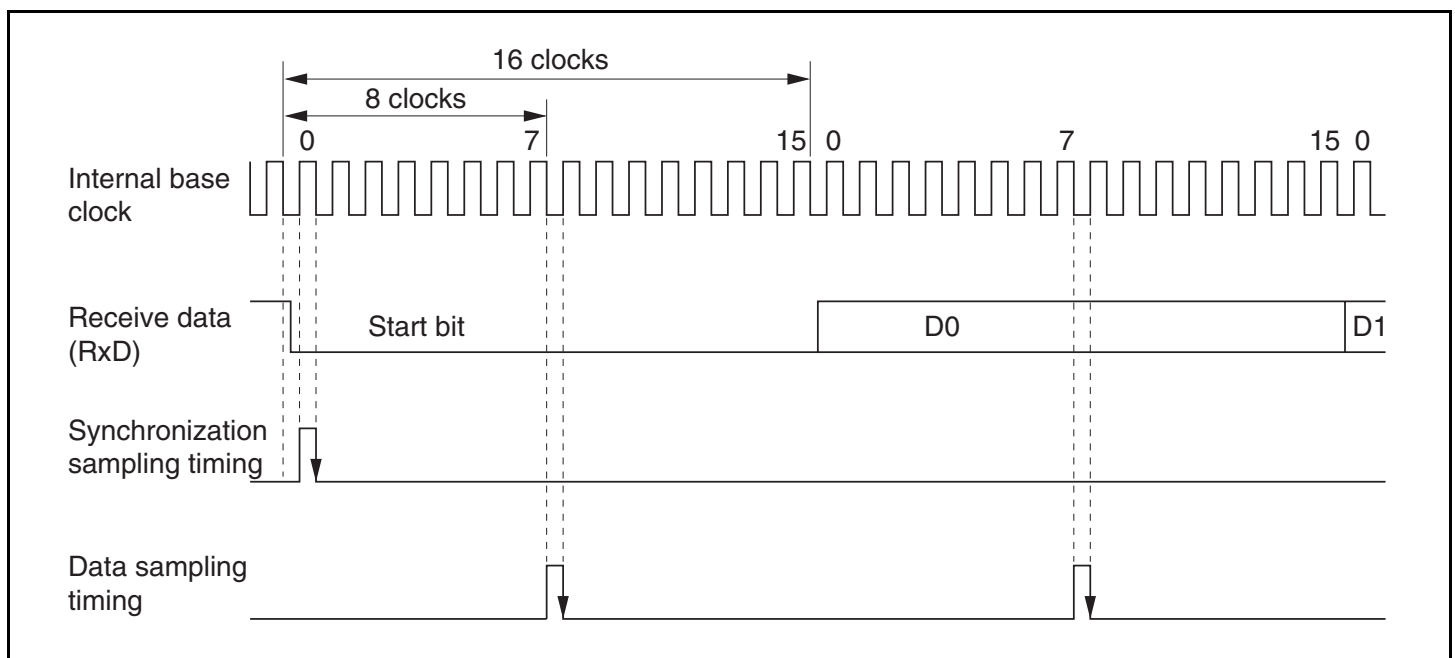 16 clocks
8 clocks
0 7 15 0 7 15 0
Internal base
clock
Receive data
(RxD)
Start bit D0 D1
Synchronization
sampling timing
Data sampling
timing